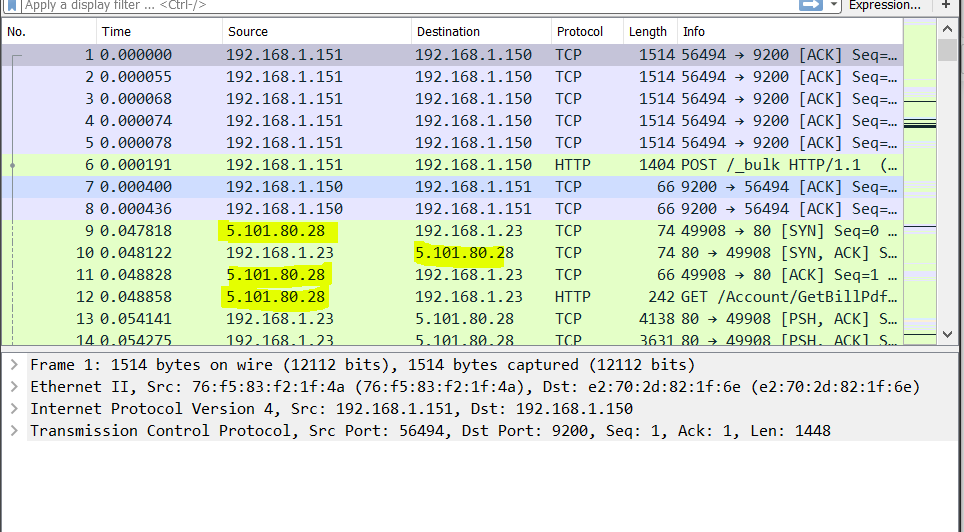 Apply a display filter ... <Ctrl-/> Expression... +
No. Time Source Destination Protocol Length Info
1 0.000000 192.168.1.151 192.168.1.150 TCP 1514 56494 → 9200 [ACK] Seq=…
2 0.000055 192.168.1.151 192.168.1.150 TCP 1514 56494 → 9200 [ACK] Seq=…
3 0.000068 192.168.1.151 192.168.1.150 TCP 1514 56494 → 9200 [ACK] Seq=…
4 0.000074 192.168.1.151 192.168.1.150 TCP 1514 56494 → 9200 [ACK] Seq=…
5 0.000078 192.168.1.151 192.168.1.150 TCP 1514 56494 → 9200 [ACK] Seq=…
6 0.000191 192.168.1.151 192.168.1.150 HTTP 1404 POST /_bulk HTTP/1.1 (…
7 0.000400 192.168.1.150 192.168.1.151 TCP 66 9200 → 56494 [ACK] Seq=…
8 0.000436 192.168.1.150 192.168.1.151 TCP 66 9200 → 56494 [ACK] Seq=…
9 0.047818 5.101.80.28 192.168.1.23 TCP 74 49908 → 80 [SYN] Seq=0 …
10 0.048122 192.168.1.23 5.101.80.28 TCP 74 80 → 49908 [SYN, ACK] S…
11 0.048828 5.101.80.28 192.168.1.23 TCP 66 49908 → 80 [ACK] Seq=1 …
12 0.048858 5.101.80.28 192.168.1.23 HTTP 242 GET /Account/GetBillPdf…
13 0.054141 192.168.1.23 5.101.80.28 TCP 4138 80 → 49908 [PSH, ACK] S…
14 0.054275 192.168.1.23 5.101.80.28 TCP 3631 80 → 49908 [PSH, ACK] S…
Frame 1: 1514 bytes on wire (12112 bits), 1514 bytes captured (12112 bits)
Ethernet II, Src: 76:f5:83:f2:1f:4a (76:f5:83:f2:1f:4a), Dst: e2:70:2d:82:1f:6e (e2:70:2d:82:1f:6e)
Internet Protocol Version 4, Src: 192.168.1.151, Dst: 192.168.1.150
Transmission Control Protocol, Src Port: 56494, Dst Port: 9200, Seq: 1, Ack: 1, Len: 1448